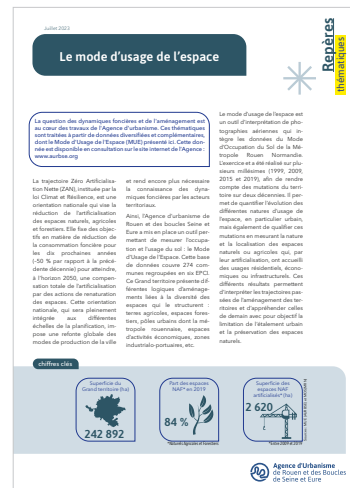 Juillet 2023
Repères
thématiques
Le mode d'usage de l'espace
La question des dynamiques foncières et de l'aménagement est
au cœur des travaux de l'Agence d'urbanisme. Ces thématiques
sont traitées à partir de données diversifiées et complémentaires,
dont le Mode d'Usage de l'Espace (MUE) présenté ici. Cette don-
née est disponible en consultation sur le site internet de l'Agence :
www.aurbse.org
La trajectoire Zéro Artificialisa-
tion Nette (ZAN), instituée par la
loi Climat et Résilience, est une
orientation nationale qui vise la
réduction de l'artificialisation
des espaces naturels, agricoles
et forestiers. Elle fixe des objec-
tifs en matière de réduction de
la consommation foncière pour
les dix prochaines années
(-50 % par rapport à la précé-
dente décennie) pour atteindre,
à l'horizon 2050, une compen-
sation totale de l'artificialisation
par des actions de renaturation
des espaces. Cette orientation
nationale, qui sera pleinement
intégrée aux différentes
échelles de la planification, im-
pose une refonte globale des
modes de production de la ville
et rend encore plus nécessaire
la connaissance des dyna-
miques foncières par les acteurs
territoriaux.
Ainsi, l'Agence d'urbanisme de
Rouen et des boucles Seine et
Eure a mis en place un outil per-
mettant de mesurer l'occupa-
tion et l'usage du sol : le Mode
d'Usage de l'Espace. Cette base
de données couvre 274 com-
munes regroupées en six EPCI.
Ce Grand territoire présente dif-
férentes logiques d'aménage-
ments liées à la diversité des
espaces qui le structurent :
terres agricoles, espaces fores-
tiers, pôles urbains dont la mé-
tropole rouennaise, espaces
d'activités économiques, zones
industrialo-portuaires, etc.
Le mode d'usage de l'espace est
un outil d'interprétation de pho-
tographies aériennes qui in-
tègre les données du Mode
d'Occupation du Sol de la Mé-
tropole Rouen Normandie.
L'exercice a été réalisé sur plu-
sieurs millésimes (1999, 2009,
2015 et 2019), afin de rendre
compte des mutations du terri-
toire sur deux décennies. Il per-
met de quantifier l'évolution des
différentes natures d'usage de
l'espace, en particulier urbain,
mais également de qualifier ces
mutations en mesurant la nature
et la localisation des espaces
naturels ou agricoles qui, par
leur artificialisation, ont accueilli
des usages résidentiels, écono-
miques ou infrastructurels. Ces
différents résultats permettent
d'interpréter les trajectoires pas-
sées de l'aménagement des ter-
ritoires et d'appréhender celles
de demain avec pour objectif la
limitation de l'étalement urbain
et la préservation des espaces
naturels.
chiffres clés
Superficie du
Grand territoire (ha)
242 892
Part des espaces
NAF* en 2019
84 %
*Naturels Agricoles et Forestiers
Superficie des
espaces NAF
artificialisés* (ha)
2 620
*Entre 2009 et 2019
Agence d'Urbanisme
de Rouen et des Boucles
de Seine et Eure